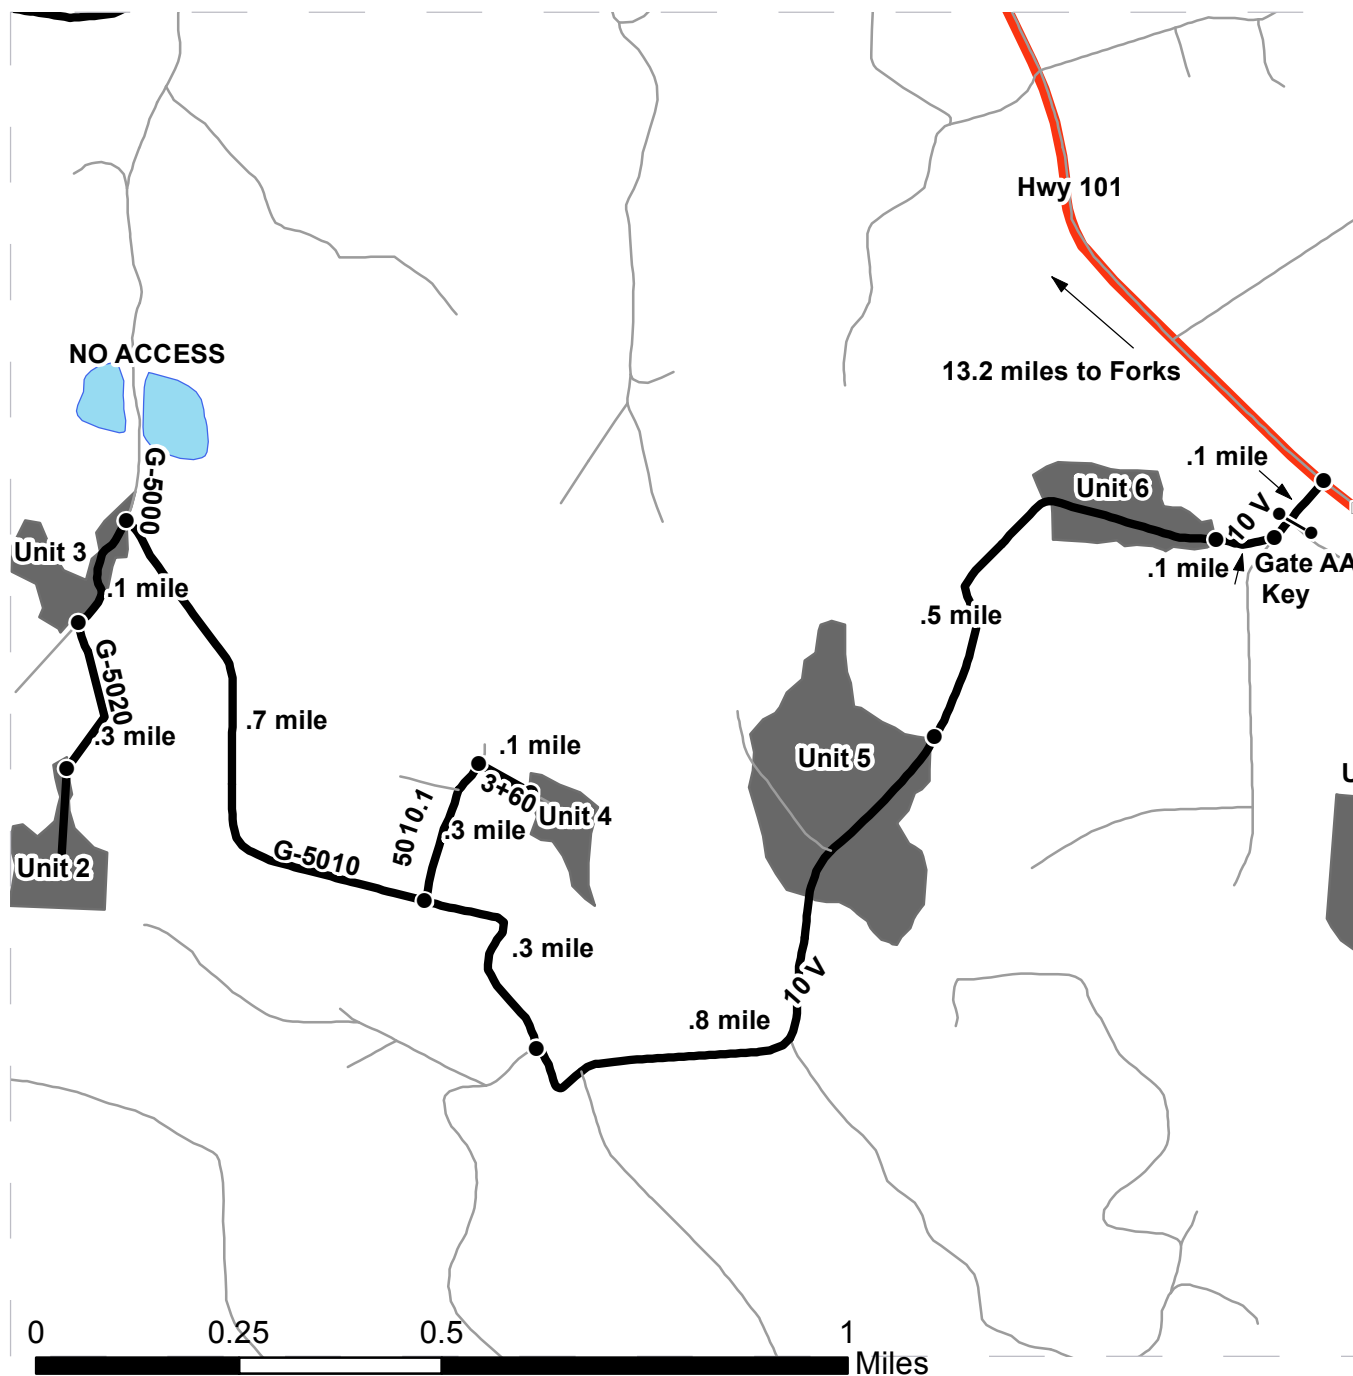 Hwy 101
NO ACCESS
13.2 miles to Forks
.1 mile
G-5000
Unit 6
10 V
Unit 3
.1 mile
Gate AA
Key
.1 mile
.5 mile
G-5020
.7 mile
.3 mile
.1 mile
Unit 5
U
3+60
5010.1
.3 mile
Unit 4
G-5010
Unit 2
.3 mile
10 V
.8 mile
0 0.25 0.5 1
Miles